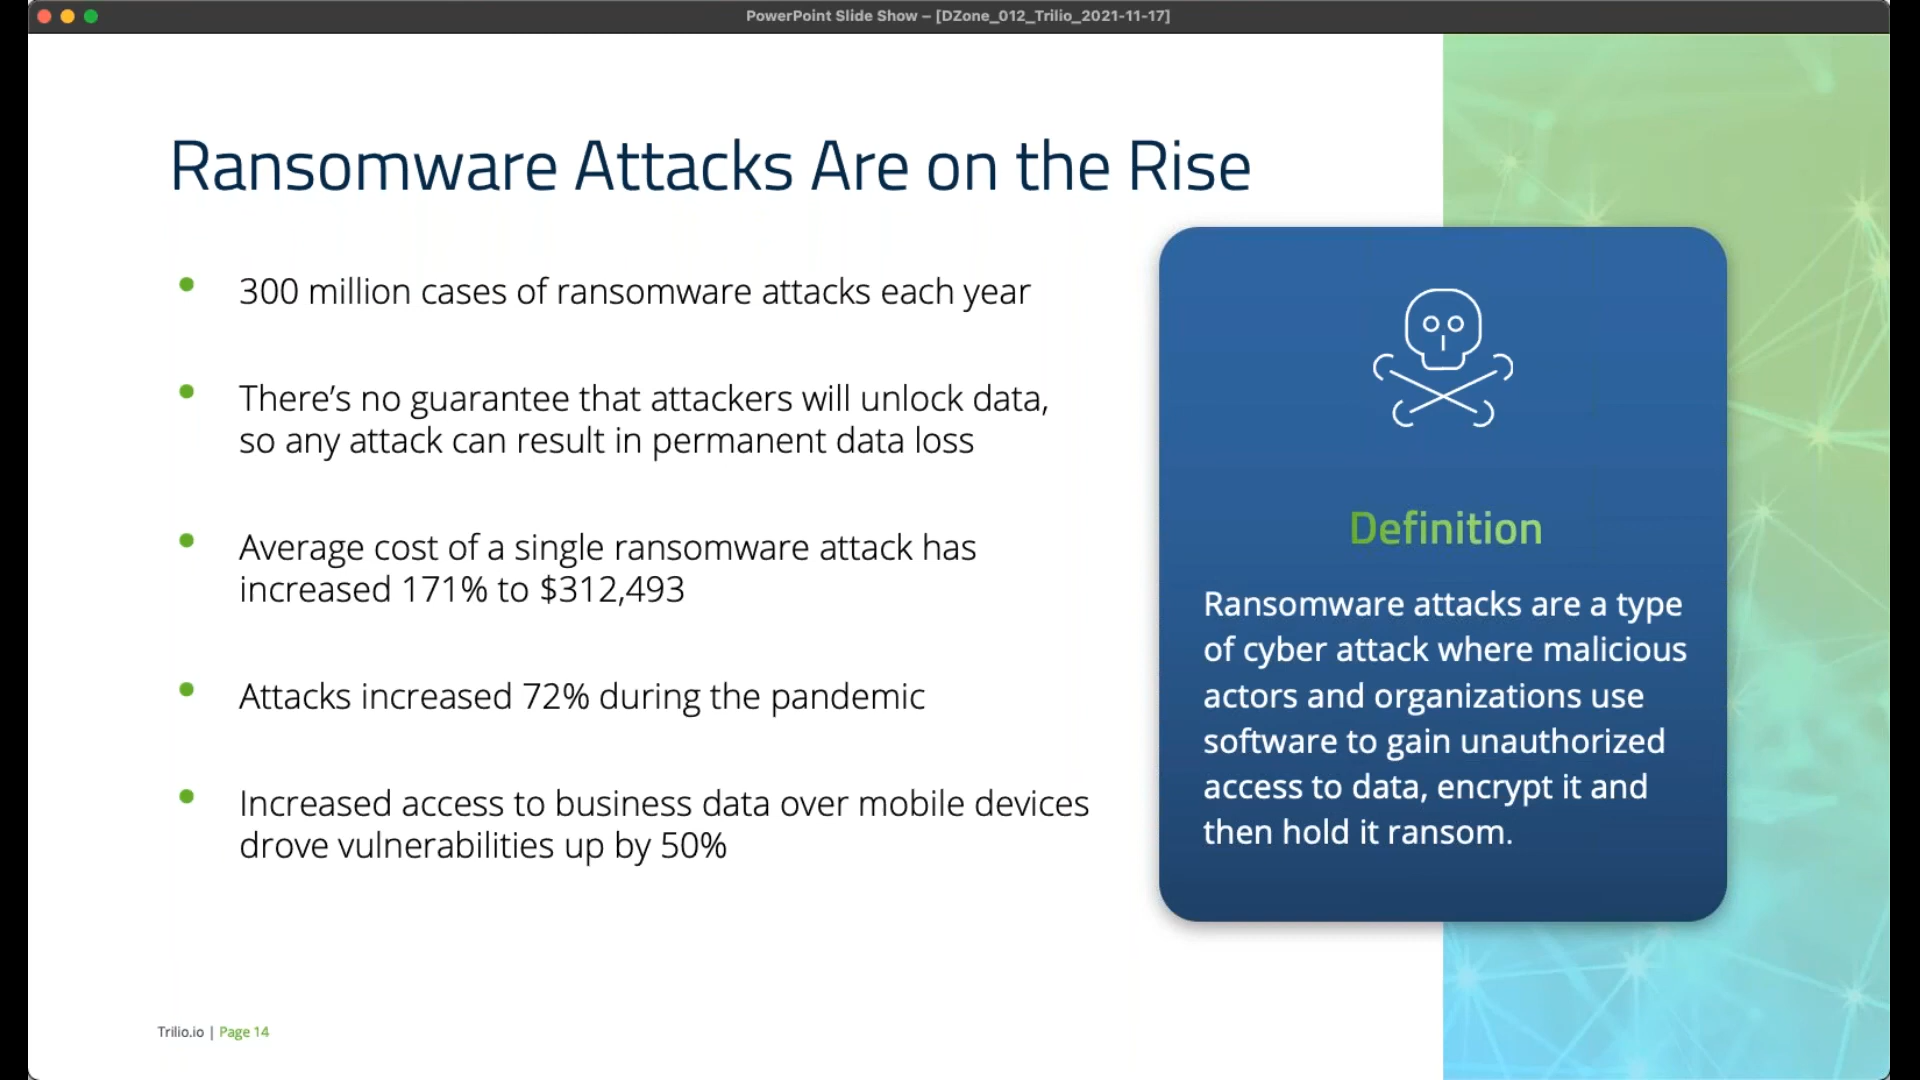 PowerPoint Slide Show – [DZone_012_Trilio_2021-11-17]
Ransomware Attacks Are on the Rise
• 300 million cases of ransomware attacks each year
• There’s no guarantee that attackers will unlock data,
so any attack can result in permanent data loss
• Average cost of a single ransomware attack has
increased 171% to $312,493
• Attacks increased 72% during the pandemic
• Increased access to business data over mobile devices
drove vulnerabilities up by 50%
Definition
Ransomware attacks are a type
of cyber attack where malicious
actors and organizations use
software to gain unauthorized
access to data, encrypt it and
then hold it ransom.
Trilio.io | Page 14